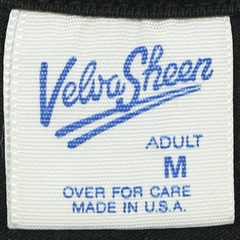 Velva Sheen
ADULT
M
OVER FOR CARE
MADE IN U.S.A.